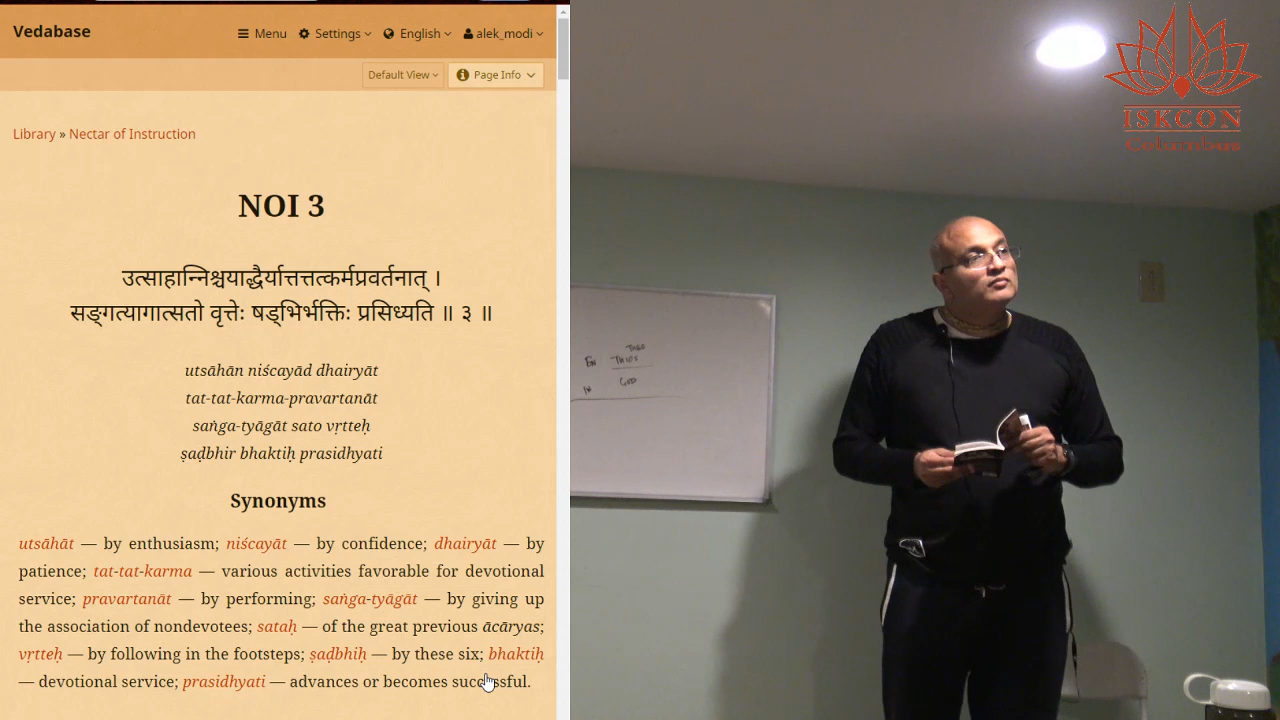 Vedabase
Menu Settings English alek_modi
Default View Page Info
Library » Nectar of Instruction
NOI 3
उत्साहान्निश्चयाद्धैर्यात्तत्तत्कर्मप्रवर्तनात् ।
सङ्गत्यागात्सतो वृत्तेः षड्‌भिर्भक्तिः प्रसिध्यति ॥ ३ ॥
utsāhān niścayād dhairyāt
tat-tat-karma-pravartanāt
saṅga-tyāgāt sato vṛtteḥ
ṣaḍbhir bhaktiḥ prasidhyati
Synonyms
utsāhāt — by enthusiasm; niścayāt — by confidence; dhairyāt — by
patience; tat-tat-karma — various activities favorable for devotional
service; pravartanāt — by performing; saṅga-tyāgāt — by giving up
the association of nondevotees; sataḥ — of the great previous ācāryas;
vṛtteḥ — by following in the footsteps; ṣaḍbhiḥ — by these six; bhaktiḥ
— devotional service; prasidhyati — advances or becomes successful.
ISKCON
Columbus
EN
IN GOD